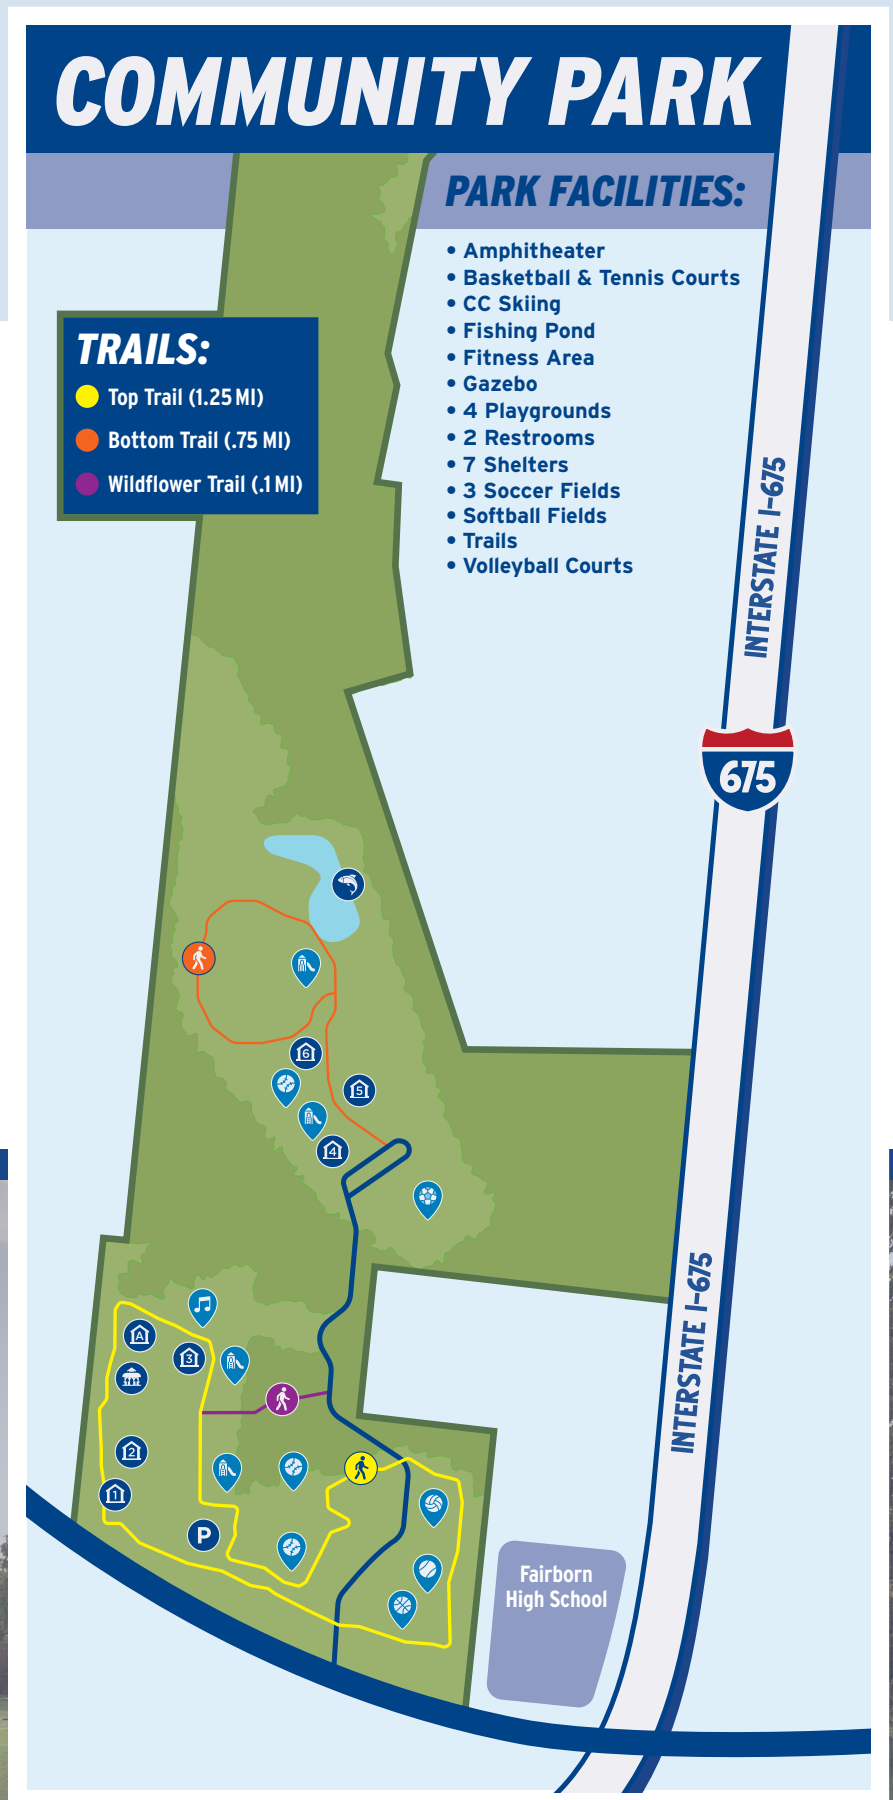 COMMUNITY PARK
PARK FACILITIES:
• Amphitheater
• Basketball & Tennis Courts
• CC Skiing
• Fishing Pond
• Fitness Area
• Gazebo
• 4 Playgrounds
• 2 Restrooms
• 7 Shelters
• 3 Soccer Fields
• Softball Fields
• Trails
• Volleyball Courts
TRAILS:
Top Trail (1.25 MI)
Bottom Trail (.75 MI)
Wildflower Trail (.1 MI)
INTERSTATE I-675
675
6
5
4
INTERSTATE I-675
A
3
2
1
P
Fairborn
High School